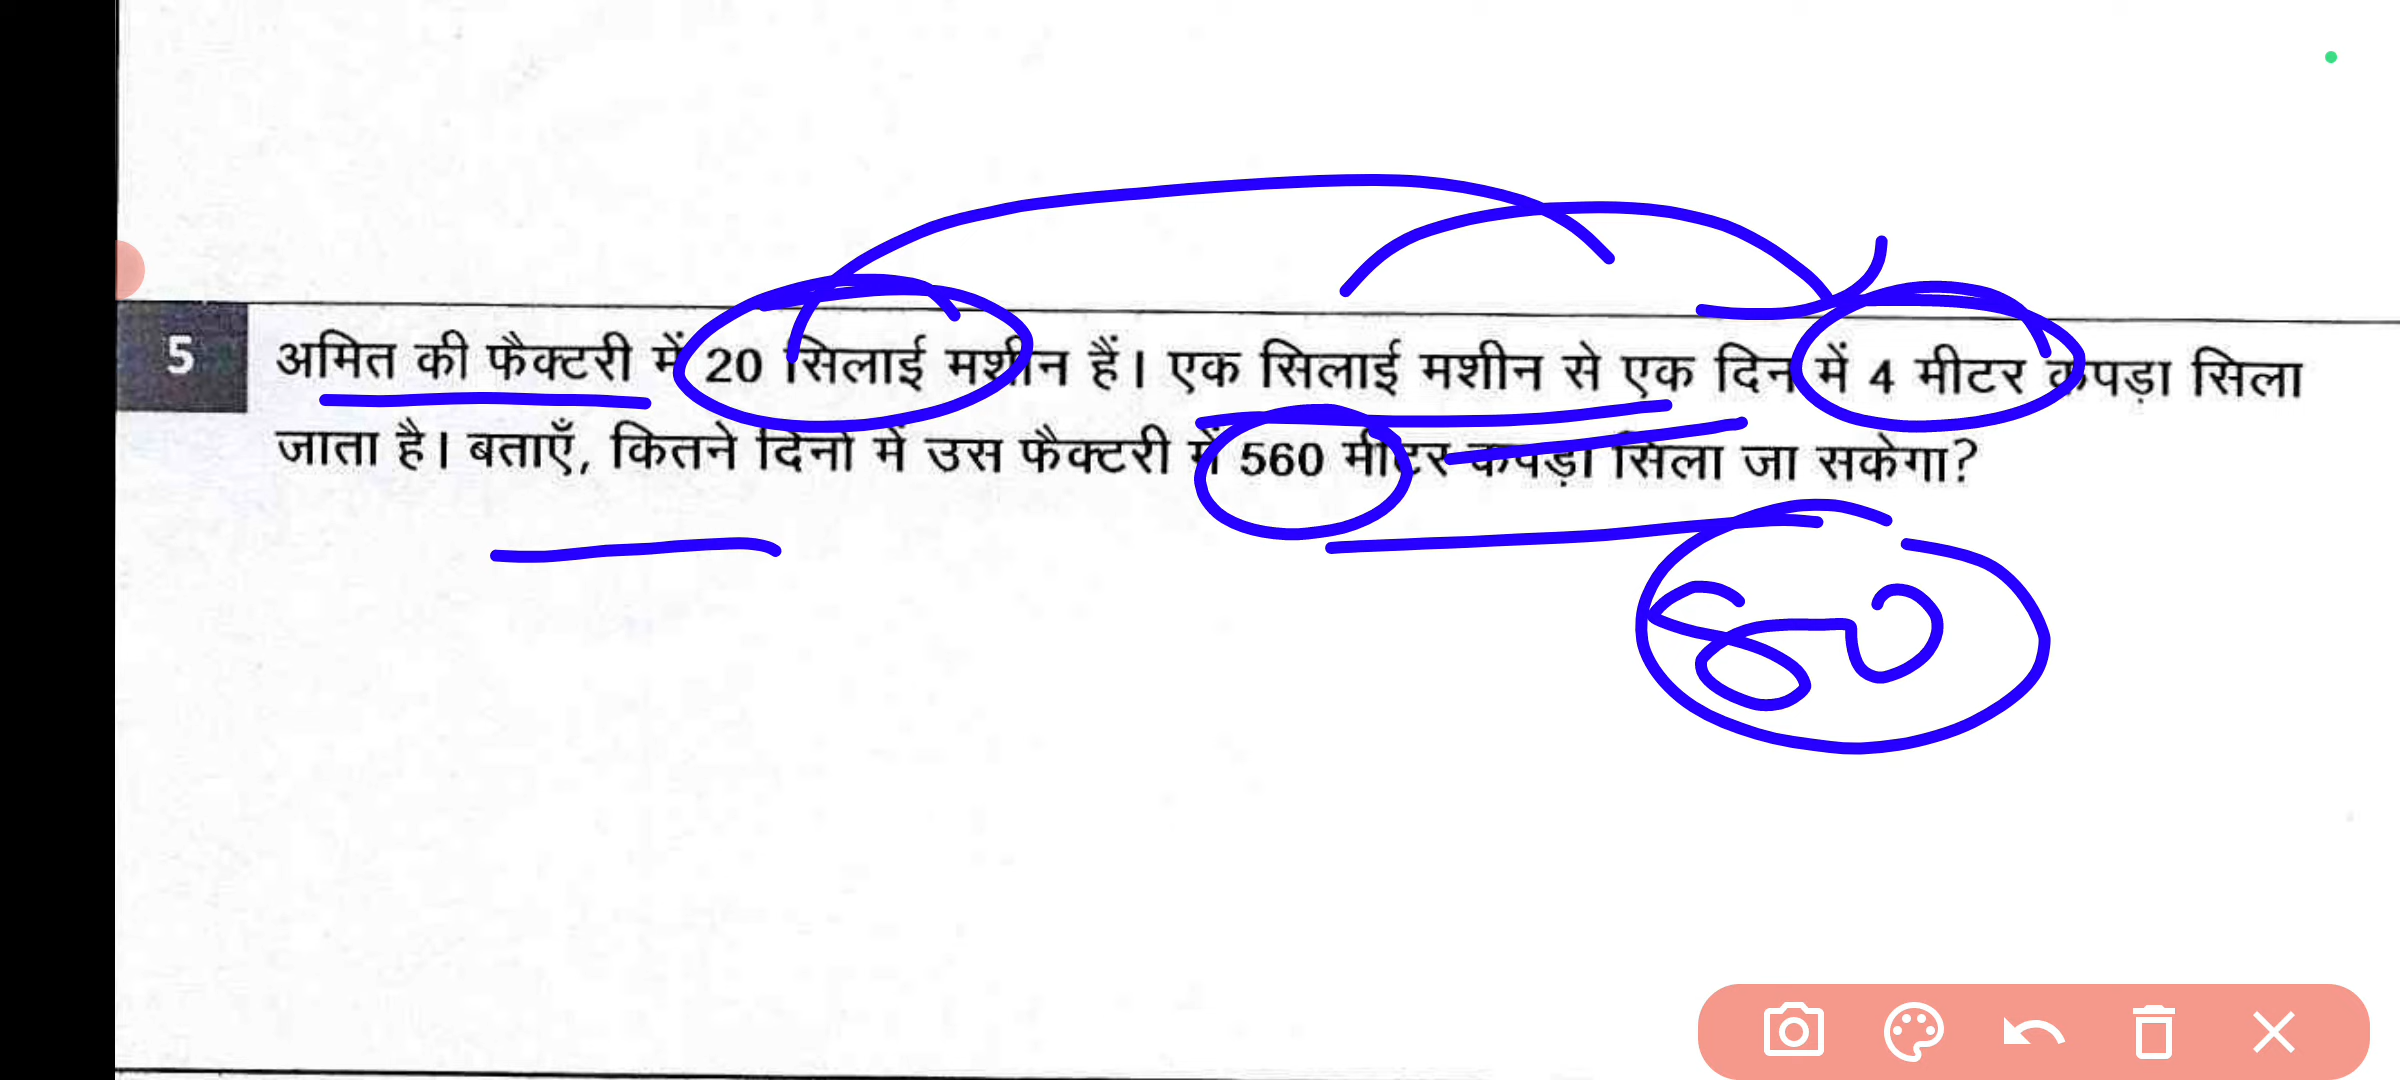 5 अमित की फैक्टरी में 20 सिलाई मशीन हैं। एक सिलाई मशीन से एक दिन में 4 मीटर कपड़ा सिला
जाता है। बताएँ, कितने दिनों में उस फैक्टरी में 560 मीटर कपड़ा सिला जा सकेगा?
80